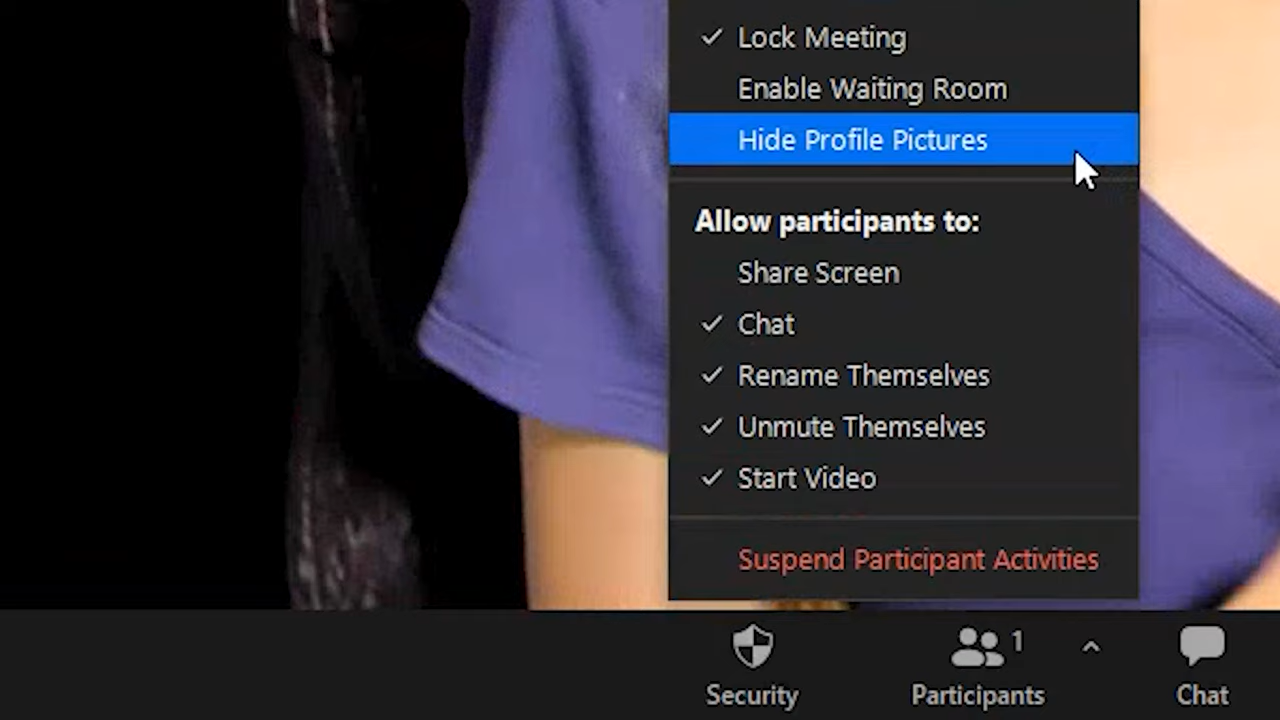 Lock Meeting
Enable Waiting Room
Hide Profile Pictures
Allow participants to:
Share Screen
Chat
Rename Themselves
Unmute Themselves
Start Video
Suspend Participant Activities
1
Security
Participants
Chat